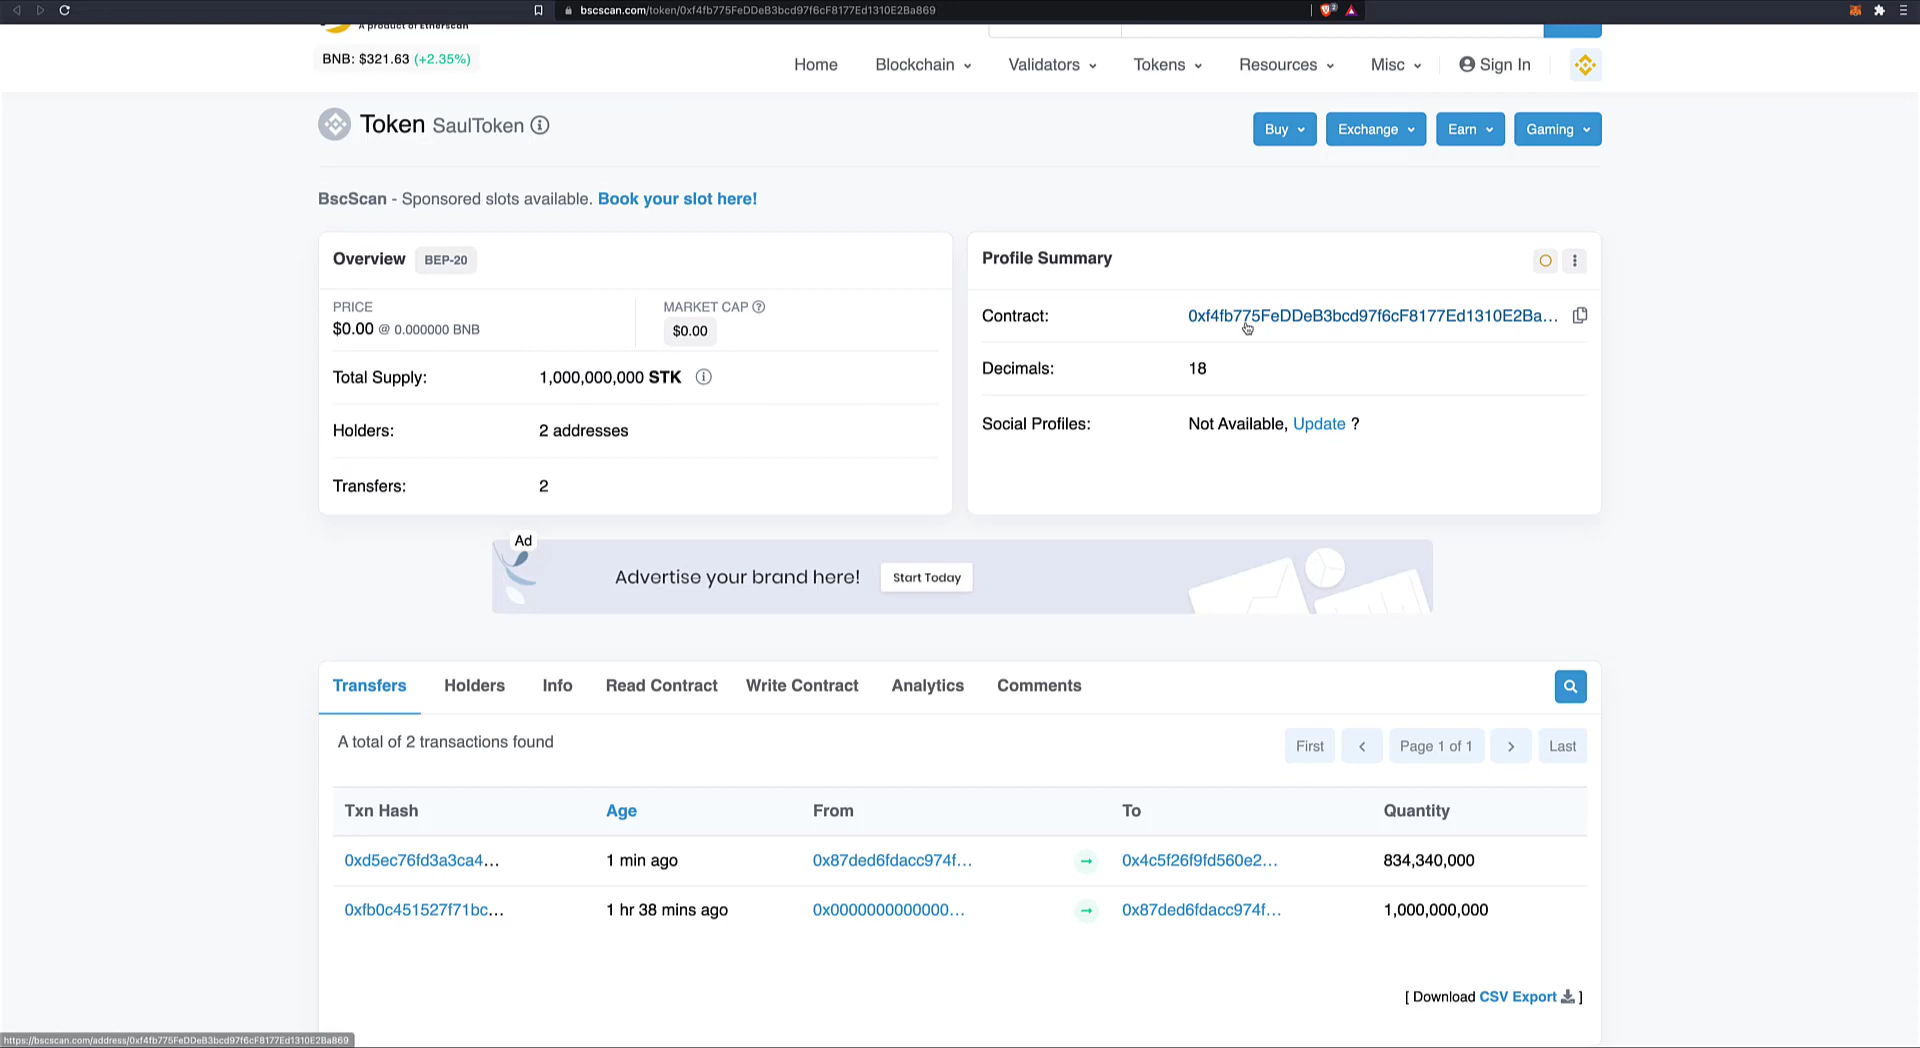 bscscan.com/token/0xf4fb775FeDDeB3bcd97f6cF8177Ed1310E2Ba869
2
A product of Etherscan
BNB: $321.63 (+2.35%)
Home
Blockchain
Validators
Tokens
Resources
Misc
Sign In
Token SaulToken
Buy
Exchange
Earn
Gaming
BscScan - Sponsored slots available. Book your slot here!
Overview BEP-20
PRICE
$0.00 @ 0.000000 BNB
MARKET CAP
$0.00
Total Supply: 1,000,000,000 STK
Holders: 2 addresses
Transfers: 2
Profile Summary
Contract: 0xf4fb775FeDDeB3bcd97f6cF8177Ed1310E2Ba...
Decimals: 18
Social Profiles: Not Available, Update ?
Ad
Advertise your brand here! Start Today
Transfers Holders Info Read Contract Write Contract Analytics Comments
A total of 2 transactions found
First
Page 1 of 1
Last
Txn Hash Age From To Quantity
0xd5ec76fd3a3ca4... 1 min ago 0x87ded6fdacc974f... 0x4c5f26f9fd560e2... 834,340,000
0xfb0c451527f71bc... 1 hr 38 mins ago 0x0000000000000... 0x87ded6fdacc974f... 1,000,000,000
[ Download CSV Export ]
https://bscscan.com/address/0xf4fb775FeDDeB3bcd97f6cF8177Ed1310E2Ba869